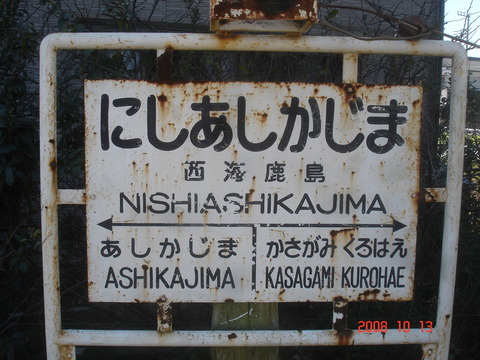 にしあしかじま
西海鹿島
NISHIASHIKAJIMA
あしかじま
ASHIKAJIMA
かさがみくろはえ
KASAGAMI KUROHAE
2008 10 13